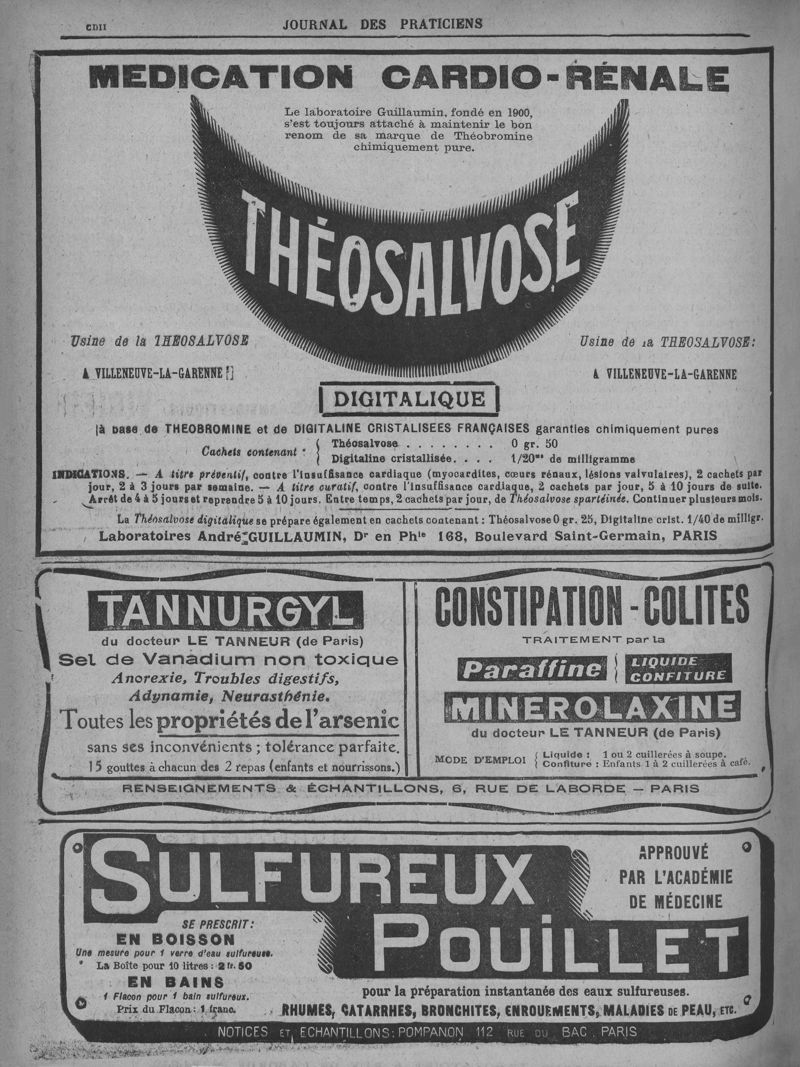 CDII
JOURNAL DES PRATICIENS
MEDICATION CARDIO-RÉNALE
Le laboratoire Guillaumin, fondé en 1900,
s'est toujours attaché à maintenir le bon
renom de sa marque de Théobromine
chimiquement pure.
THÉOSALVOSE
Usine de la THEOSALVOSE
A VILLENEUVE-LA-GARENNE
Usine de la THEOSALVOSE:
A VILLENEUVE-LA-GARENNE
DIGITALIQUE
à base de THEOBROMINE et de DIGITALINE CRISTALISEES FRANÇAISES garanties chimiquement pures
Cachets contenant :
Théosalvose . . . . . . . . 0 gr. 50
Digitaline cristallisée. . . . 1/20me de milligramme
INDICATIONS. — A titre préventif, contre l'Insuffisance cardiaque (myocardites, cœurs rénaux, lésions valvulaires), 2 cachets par
jour, 2 à 3 jours par semaine. — A titre curatif, contre l'Insuffisance cardiaque, 2 cachets par jour, 5 à 10 jours de suite.
Arrêt de 4 à 5 jours et reprendre 5 à 10 jours. Entre temps, 2 cachets par jour, de Théosalvose spartéinée. Continuer plusieurs mois.
La Théosalvose digitalique se prépare également en cachets contenant : Théosalvose 0 gr. 25, Digitaline crist. 1/40 de milligr.
Laboratoires André GUILLAUMIN, Dr en Phie 168, Boulevard Saint-Germain, PARIS
TANNURGYL
du docteur LE TANNEUR (de Paris)
Sel de Vanadium non toxique
Anorexie, Troubles digestifs,
Adynamie, Neurasthénie.
Toutes les propriétés de l'arsenic
sans ses inconvénients ; tolérance parfaite.
15 gouttes à chacun des 2 repas (enfants et nourrissons.)
CONSTIPATION - COLITES
TRAITEMENT par la
Paraffine
LIQUIDE
CONFITURE
MINEROLAXINE
du docteur LE TANNEUR (de Paris)
MODE D'EMPLOI
Liquide : 1 ou 2 cuillerées à soupe.
Confiture : Enfants 1 à 2 cuillerées à café.
RENSEIGNEMENTS & ÉCHANTILLONS, 6, RUE DE LABORDE — PARIS
SULFUREUX
POUILLET
APPROUVÉ
PAR L'ACADÉMIE
DE MÉDECINE
SE PRESCRIT:
EN BOISSON
Une mesure pour 1 verre d'eau sulfureuse.
La Boîte pour 10 litres : 2 fr. 50
EN BAINS
1 Flacon pour 1 bain sulfureux.
Prix du Flacon : 1 franc.
pour la préparation instantanée des eaux sulfureuses.
RHUMES, CATARRHES, BRONCHITES, ENROUEMENTS, MALADIES DE PEAU, ETC.
NOTICES ET ECHANTILLONS: POMPANON 112 RUE DU BAC. PARIS